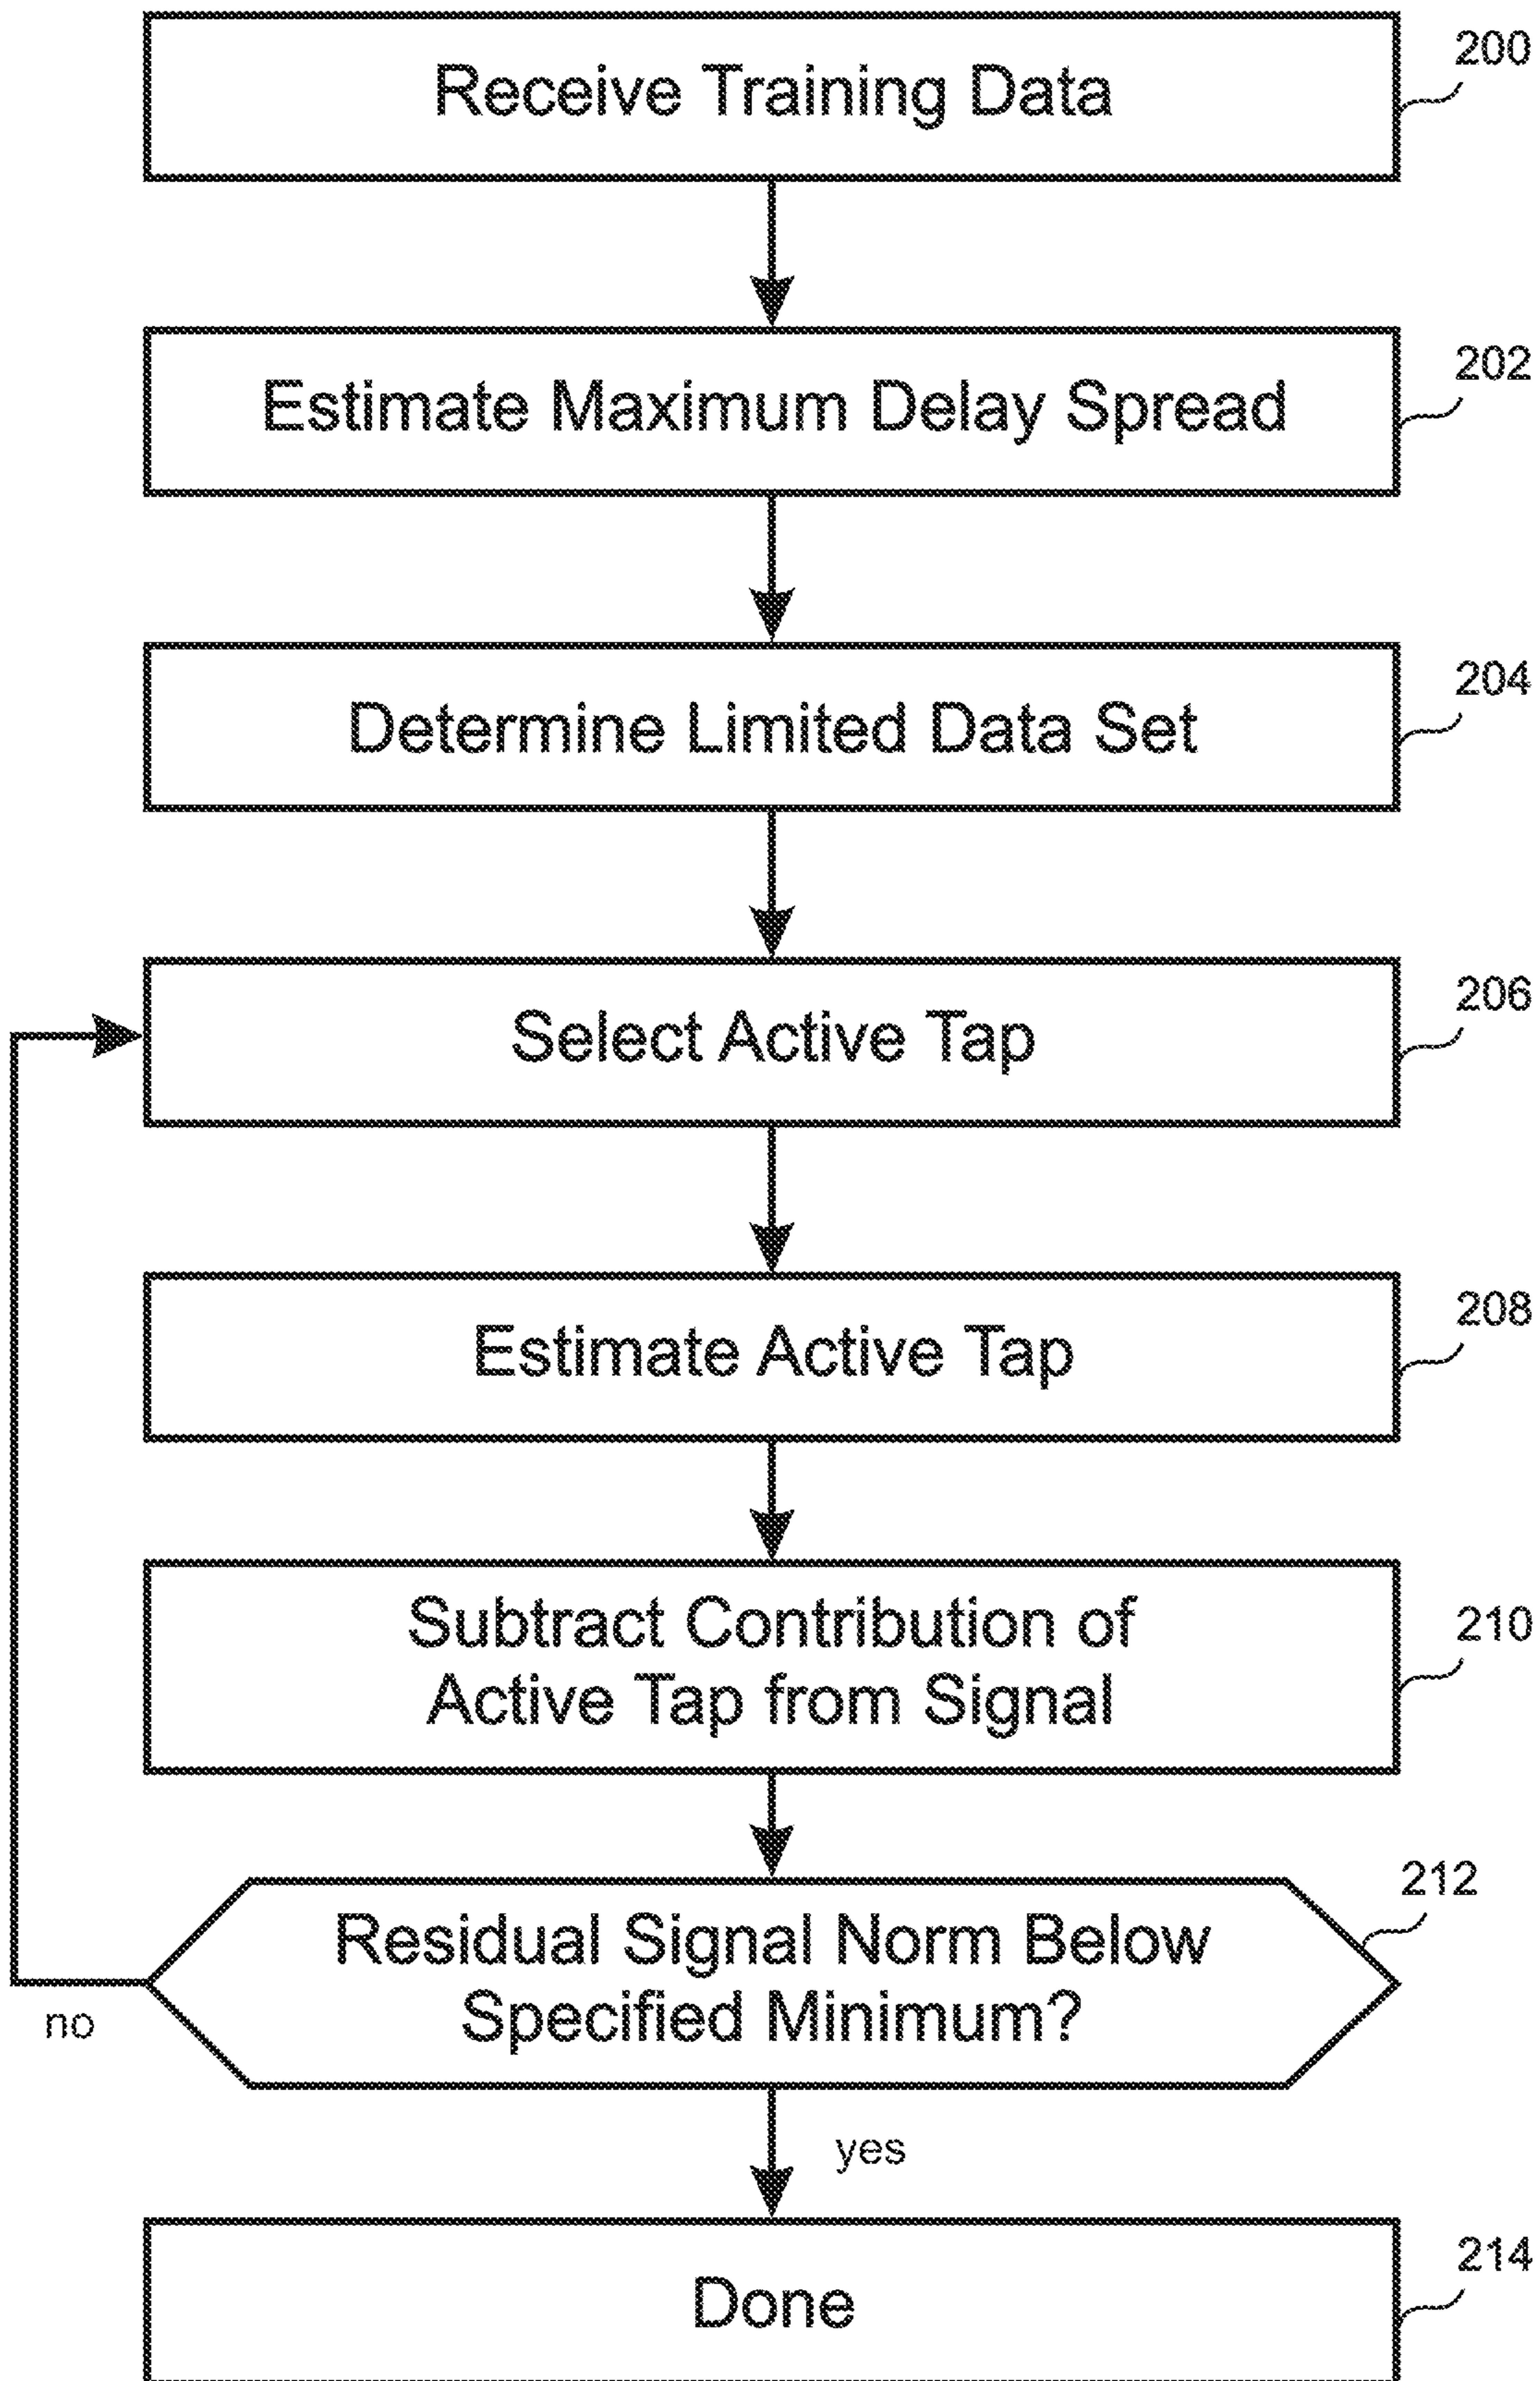 Receive Training Data
200
Estimate Maximum Delay Spread
202
Determine Limited Data Set
204
Select Active Tap
206
Estimate Active Tap
208
Subtract Contribution of
Active Tap from Signal
210
Residual Signal Norm Below
Specified Minimum?
212
no
yes
Done
214